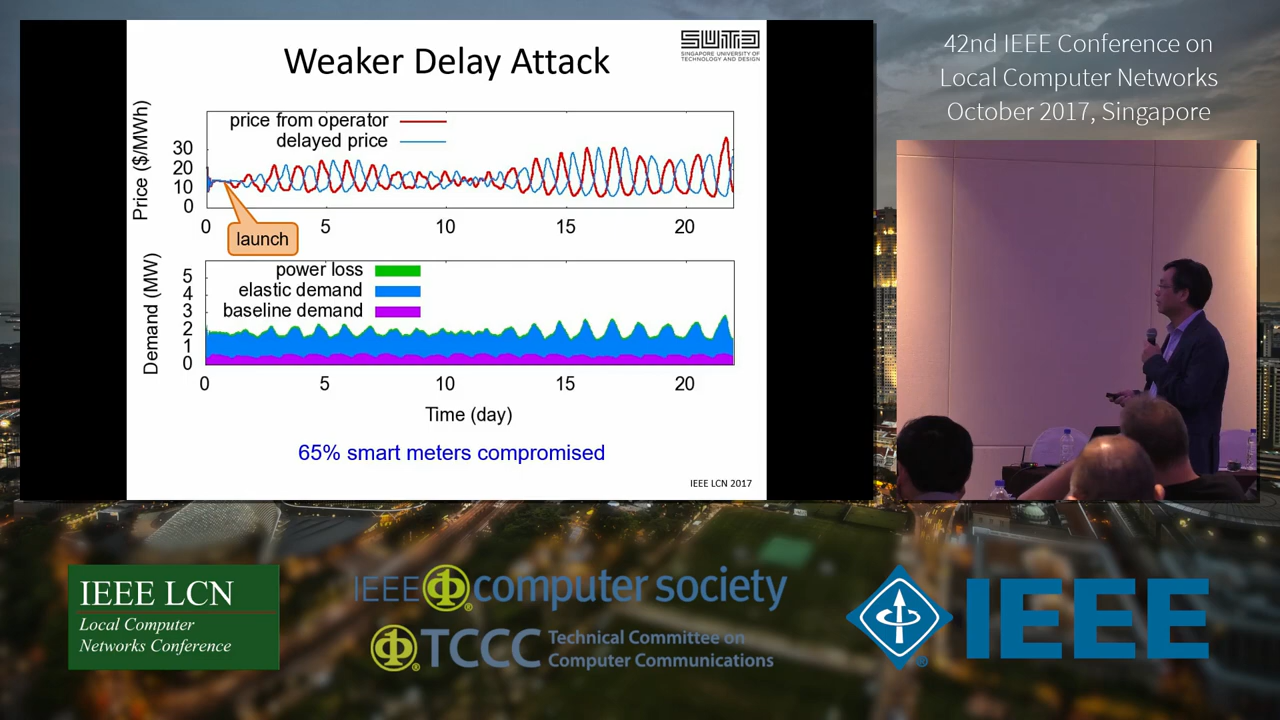 Weaker Delay Attack
SUTD
SINGAPORE UNIVERSITY OF
TECHNOLOGY AND DESIGN
Price ($/MWh)
price from operator
delayed price
30
20
10
0
0 5 10 15 20
launch
Demand (MW)
power loss
elastic demand
baseline demand
5
4
3
2
1
0
0 5 10 15 20
Time (day)
65% smart meters compromised
IEEE LCN 2017
42nd IEEE Conference on
Local Computer Networks
October 2017, Singapore
IEEE LCN
Local Computer
Networks Conference
IEEE computer society
TCCC Technical Committee on
Computer Communications
IEEE